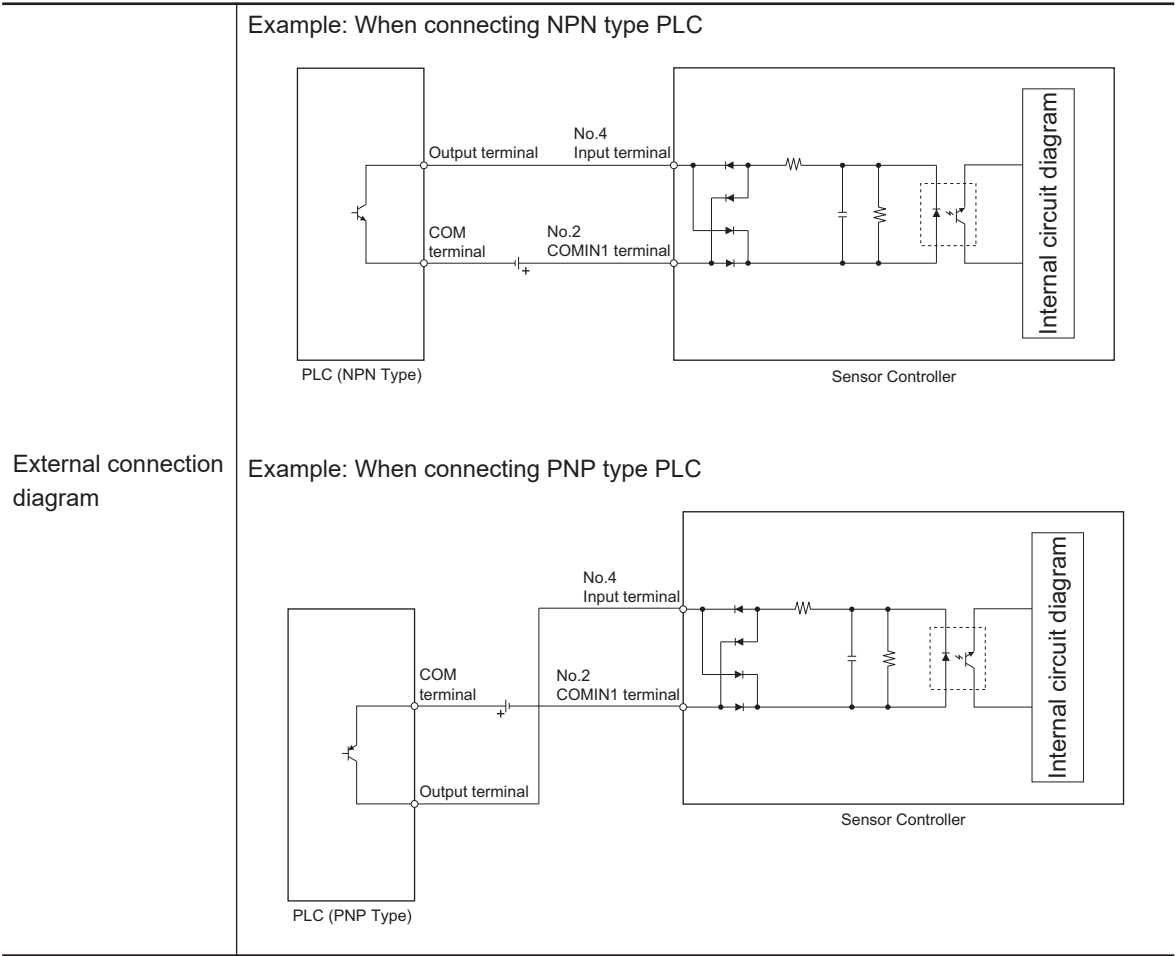 Example: When connecting NPN type PLC
No.4
Output terminal
Input terminal
COM
terminal
No.2
COMIN1 terminal
+
Internal circuit diagram
PLC (NPN Type)
Sensor Controller
External connection
diagram
Example: When connecting PNP type PLC
No.4
Input terminal
COM
terminal
No.2
COMIN1 terminal
+
Output terminal
Internal circuit diagram
Sensor Controller
PLC (PNP Type)